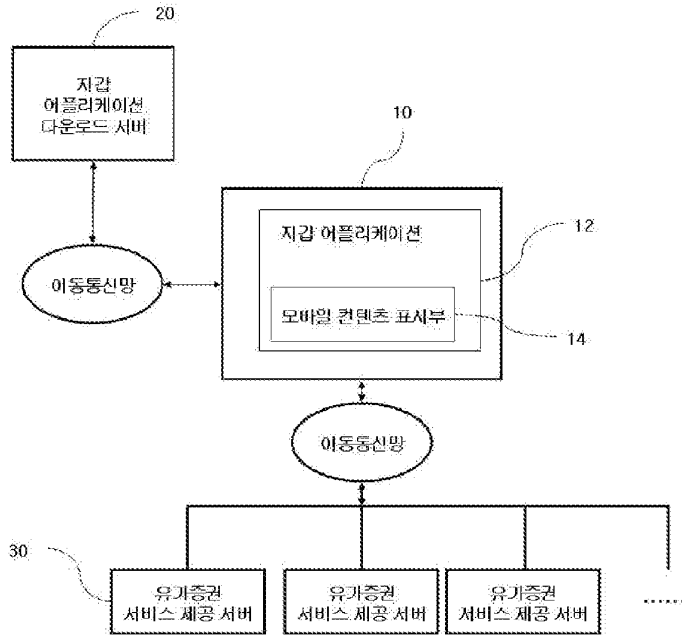 20
지갑
어플리케이션
다운로드 서버
10
지갑 어플리케이션
12
이동통신망
모바일 컨텐츠 표시부
14
이동통신망
30
유가증권
서비스 제공 서버
유가증권
서비스 제공 서버
유가증권
서비스 제공 서버
......